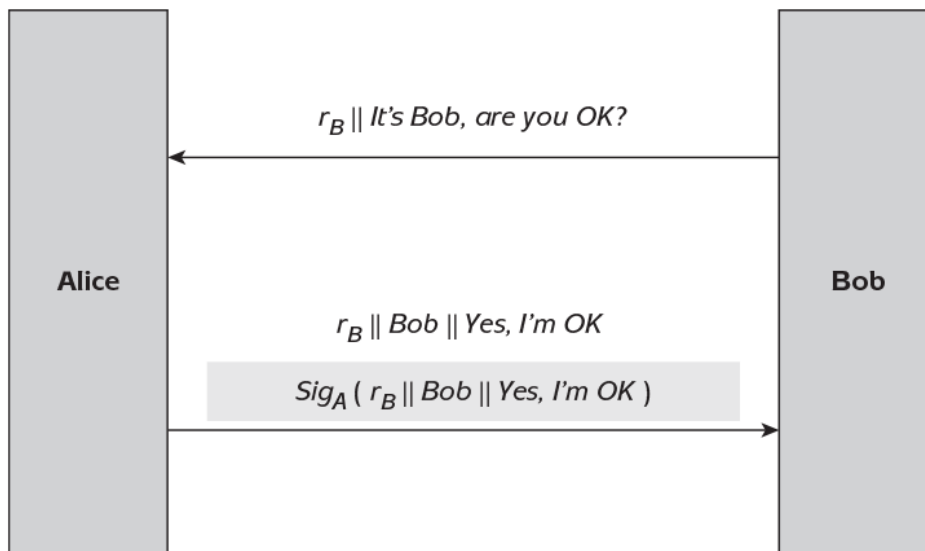 r_B || It's Bob, are you OK?
Alice
Bob
r_B || Bob || Yes, I'm OK
Sig_A ( r_B || Bob || Yes, I'm OK )